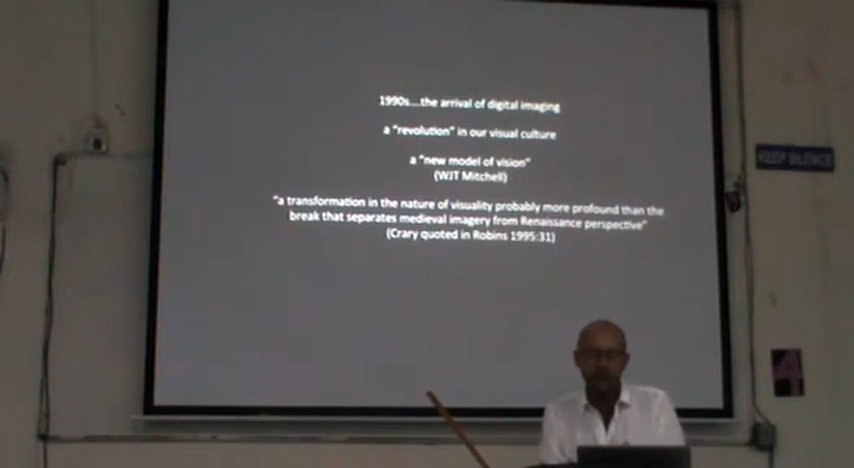 1990s....the arrival of digital imaging
a "revolution" in our visual culture
a "new model of vision"
(WJT Mitchell)
"a transformation in the nature of visuality probably more profound than the
break that separates medieval imagery from Renaissance perspective"
(Crary quoted in Robins 1995:31)
KEEP SILENCE
4